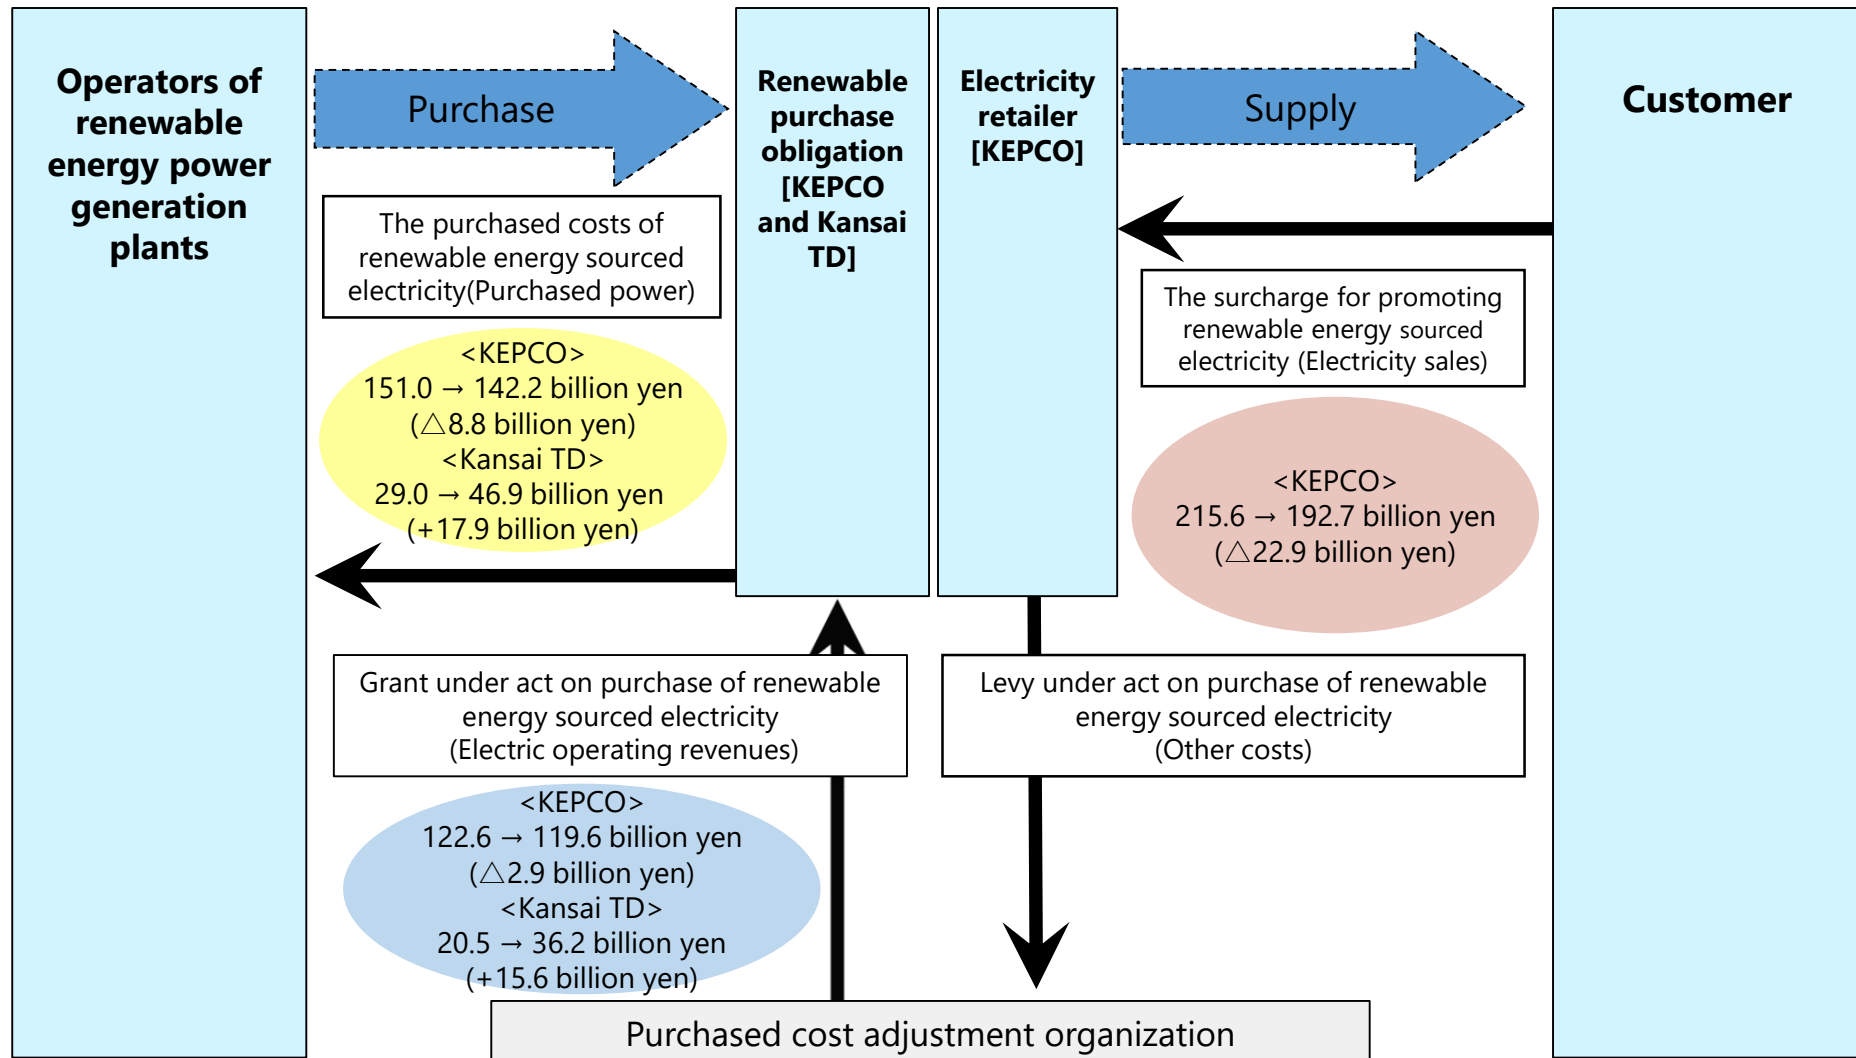 Operators of
renewable
energy power
generation
plants
Purchase
The purchased costs of
renewable energy sourced
electricity(Purchased power)
<KEPCO>
151.0 → 142.2 billion yen
(△8.8 billion yen)
<Kansai TD>
29.0 → 46.9 billion yen
(+17.9 billion yen)
Renewable
purchase
obligation
[KEPCO
and Kansai
TD]
Electricity
retailer
[KEPCO]
Supply
Customer
The surcharge for promoting
renewable energy sourced
electricity (Electricity sales)
<KEPCO>
215.6 → 192.7 billion yen
(△22.9 billion yen)
Grant under act on purchase of renewable
energy sourced electricity
(Electric operating revenues)
<KEPCO>
122.6 → 119.6 billion yen
(△2.9 billion yen)
<Kansai TD>
20.5 → 36.2 billion yen
(+15.6 billion yen)
Levy under act on purchase of renewable
energy sourced electricity
(Other costs)
Purchased cost adjustment organization